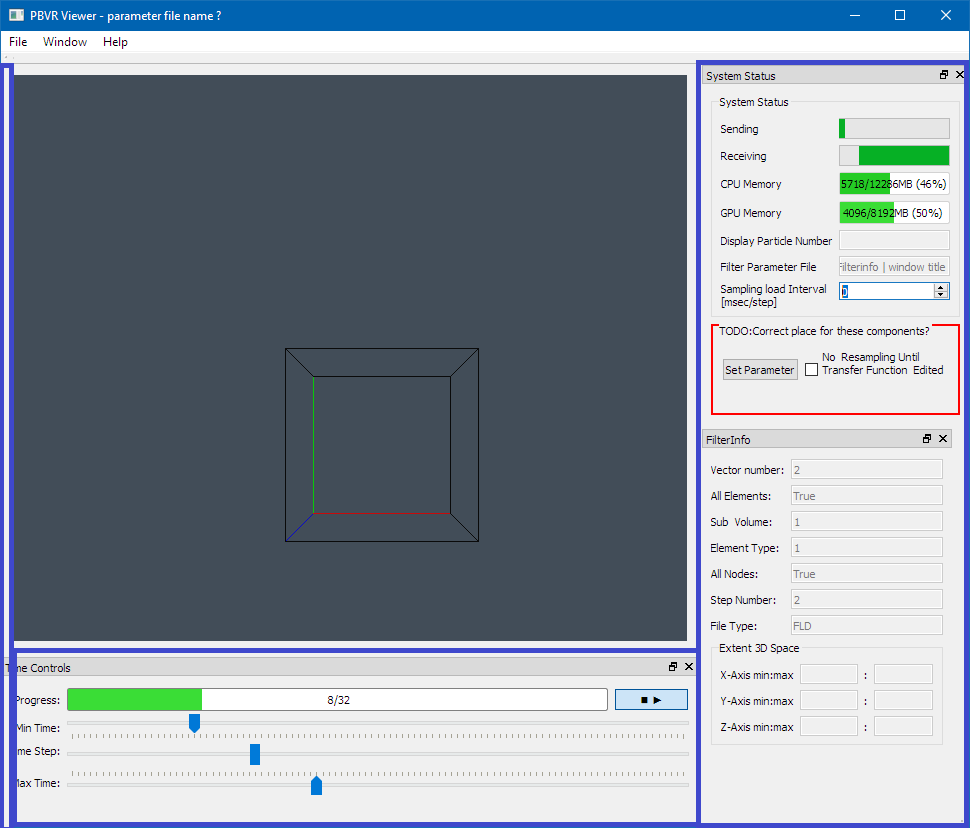 PBVR Viewer - parameter file name ?
File Window Help
System Status
System Status
Sending
Receiving
CPU Memory 5718/12286MB (46%)
GPU Memory 4096/8192MB (50%)
Display Particle Number
Filter Parameter File Filterinfo | window title
Sampling load Interval
[msec/step] 0
TODO:Correct place for these components?
Set Parameter
No Resampling Until
Transfer Function Edited
FilterInfo
Vector number: 2
All Elements: True
Sub Volume: 1
Element Type: 1
All Nodes: True
Step Number: 2
File Type: FLD
Extent 3D Space
X-Axis min:max :
Y-Axis min:max :
Z-Axis min:max :
Time Controls
Progress: 8/32
Min Time:
me Step:
Max Time: